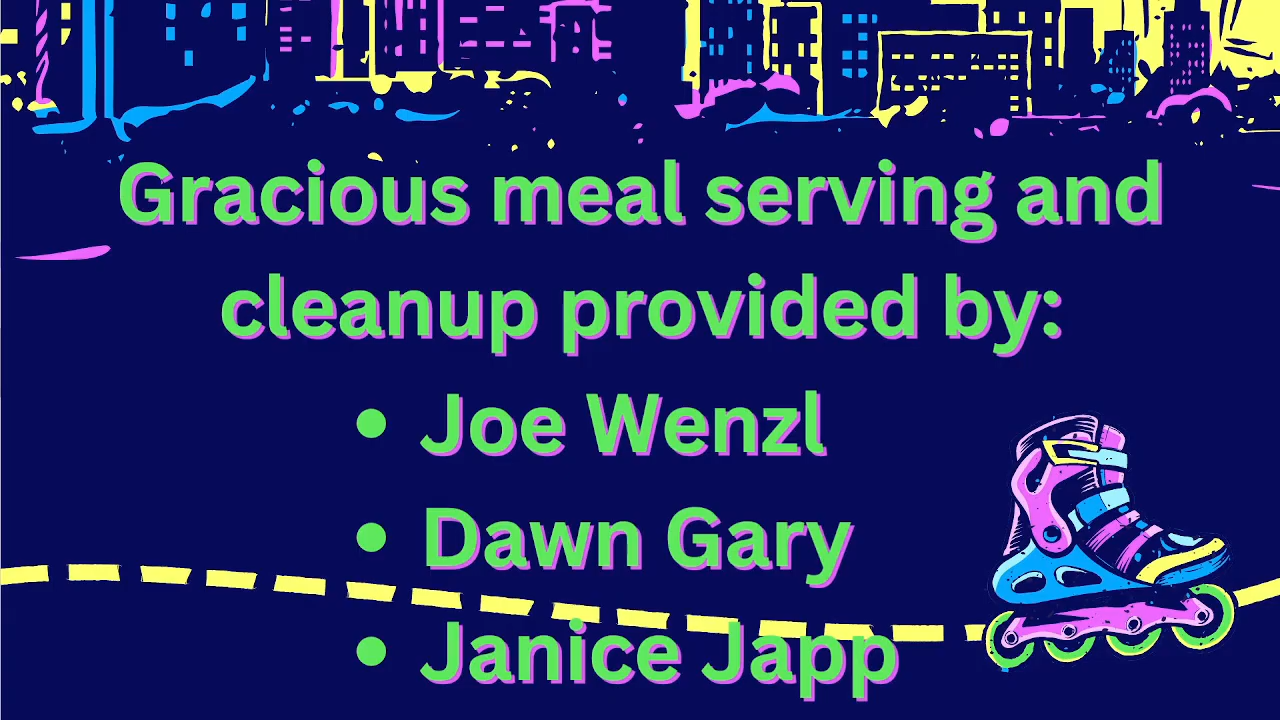 Gracious meal serving and
cleanup provided by:
• Joe Wenzl
• Dawn Gary
• Janice Japp